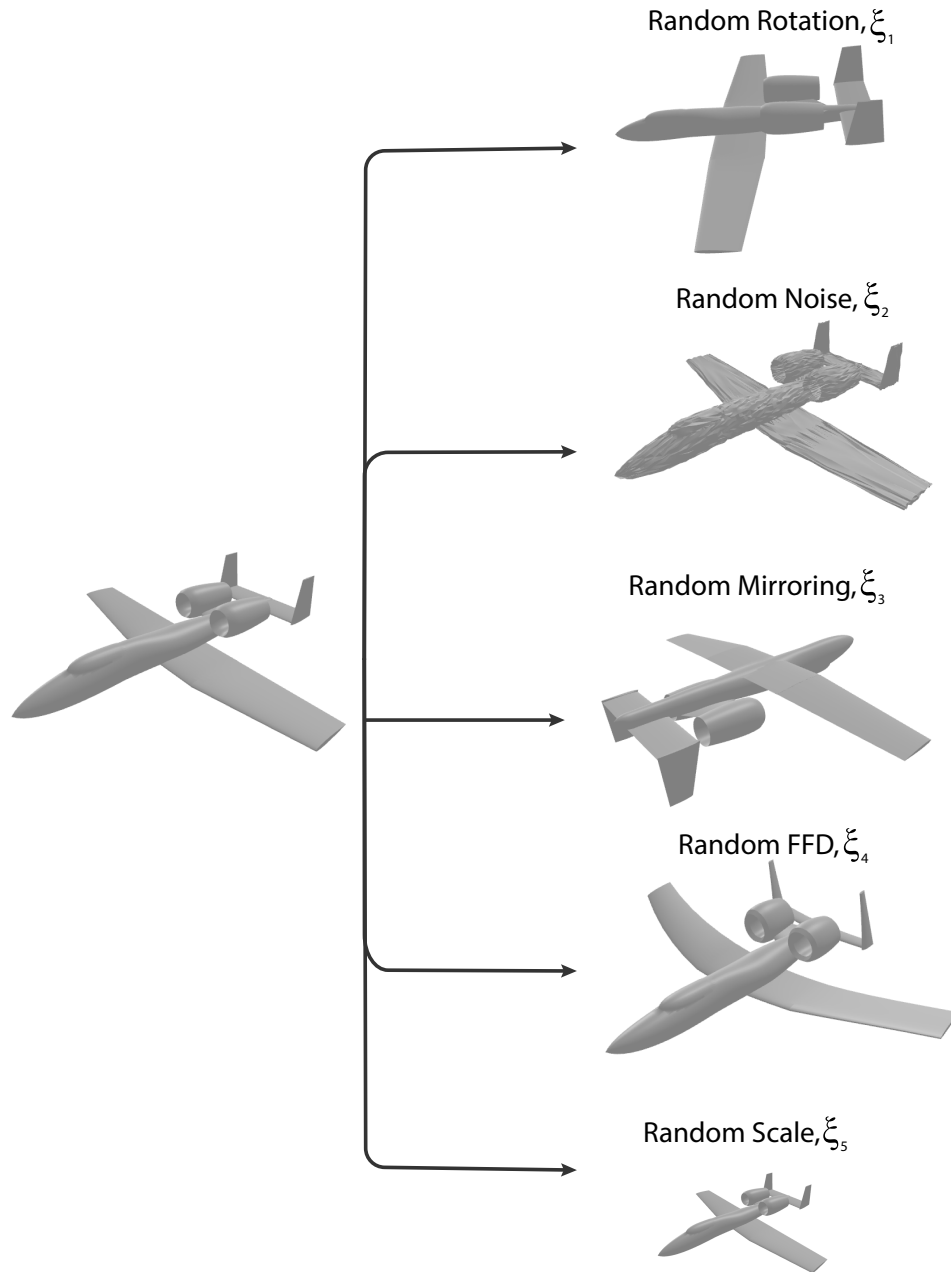 Random Rotation, ξ₁
Random Noise, ξ₂
Random Mirroring, ξ₃
Random FFD, ξ₄
Random Scale, ξ₅